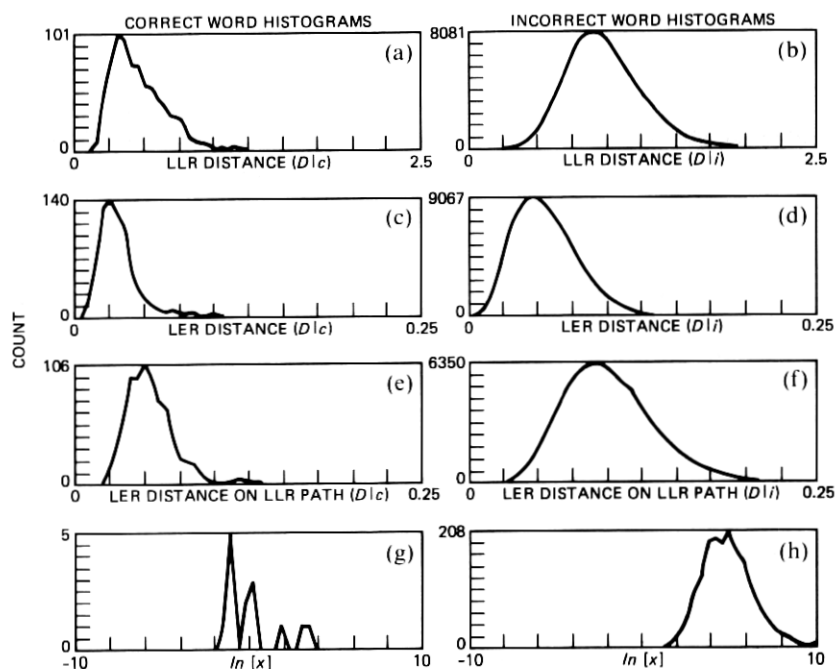 CORRECT WORD HISTOGRAMS
INCORRECT WORD HISTOGRAMS
101
(a)
0
0
LLR DISTANCE (D|c)
2.5
8081
(b)
0
0
LLR DISTANCE (D|i)
2.5
140
(c)
0
0
LER DISTANCE (D|c)
0.25
9067
(d)
0
0
LER DISTANCE (D|i)
0.25
COUNT
106
(e)
0
0
LER DISTANCE ON LLR PATH (D|c)
0.25
6350
(f)
0
0
LER DISTANCE ON LLR PATH (D|i)
0.25
5
(g)
0
-10
ln [x]
10
208
(h)
0
-10
ln [x]
10